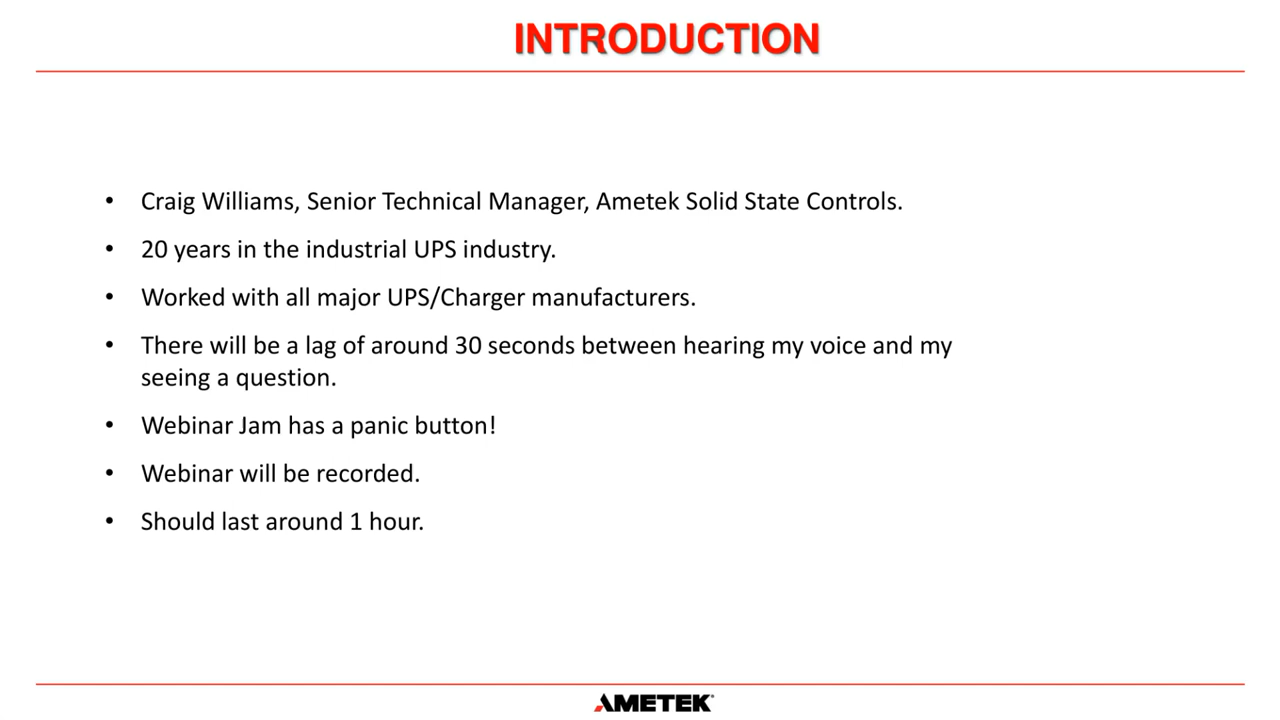 INTRODUCTION
• Craig Williams, Senior Technical Manager, Ametek Solid State Controls.
• 20 years in the industrial UPS industry.
• Worked with all major UPS/Charger manufacturers.
• There will be a lag of around 30 seconds between hearing my voice and my
seeing a question.
• Webinar Jam has a panic button!
• Webinar will be recorded.
• Should last around 1 hour.
AMETEK®